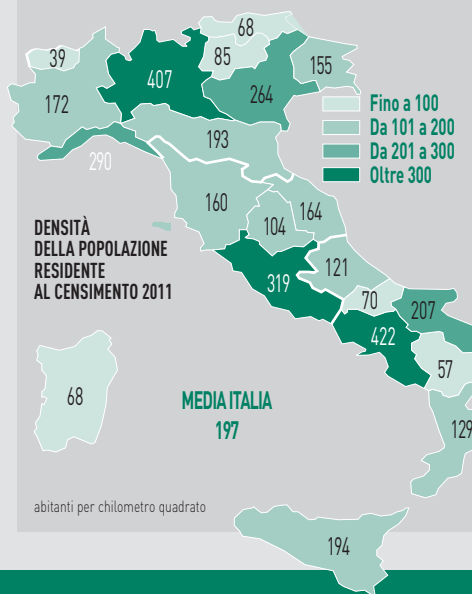 68
39
85
155
407
264
172
Fino a 100
Da 101 a 200
Da 201 a 300
Oltre 300
193
290
160
164
104
DENSITÀ
DELLA POPOLAZIONE
RESIDENTE
AL CENSIMENTO 2011
121
319
70
207
422
57
68
MEDIA ITALIA
197
129
abitanti per chilometro quadrato
194